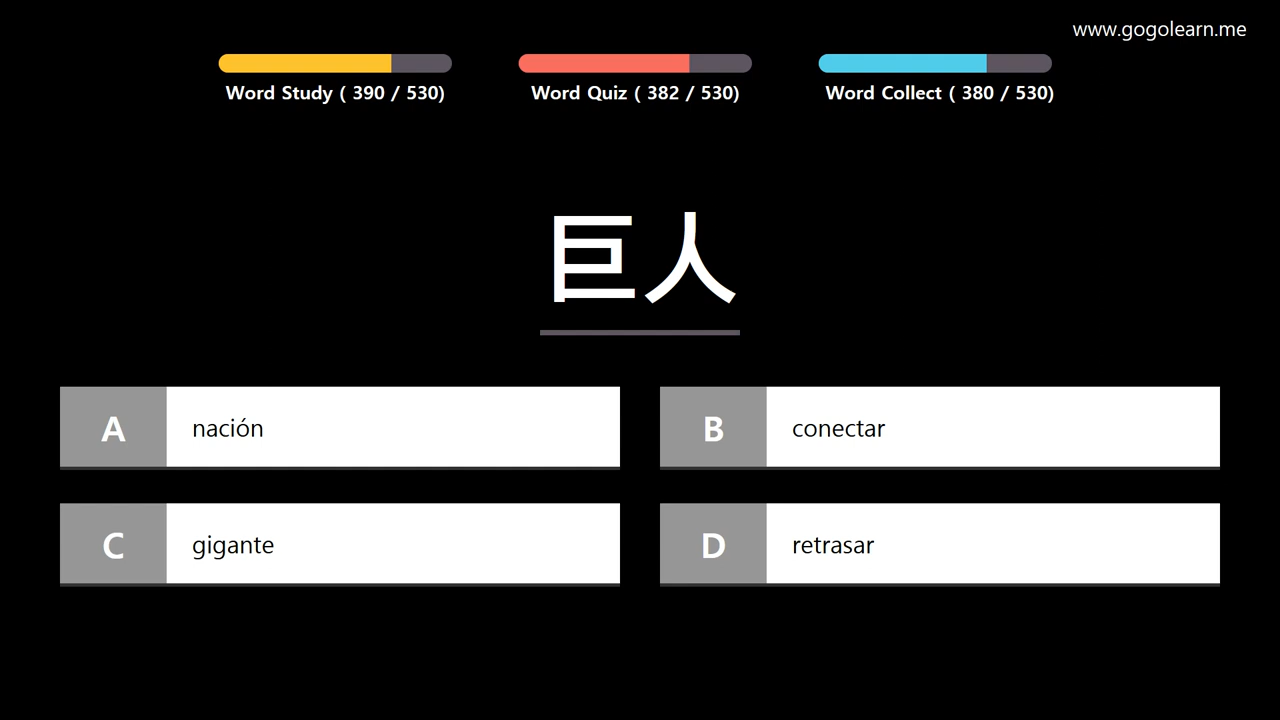 www.gogolearn.me
Word Study ( 390 / 530)
Word Quiz ( 382 / 530)
Word Collect ( 380 / 530)
巨人
A nación
B conectar
C gigante
D retrasar